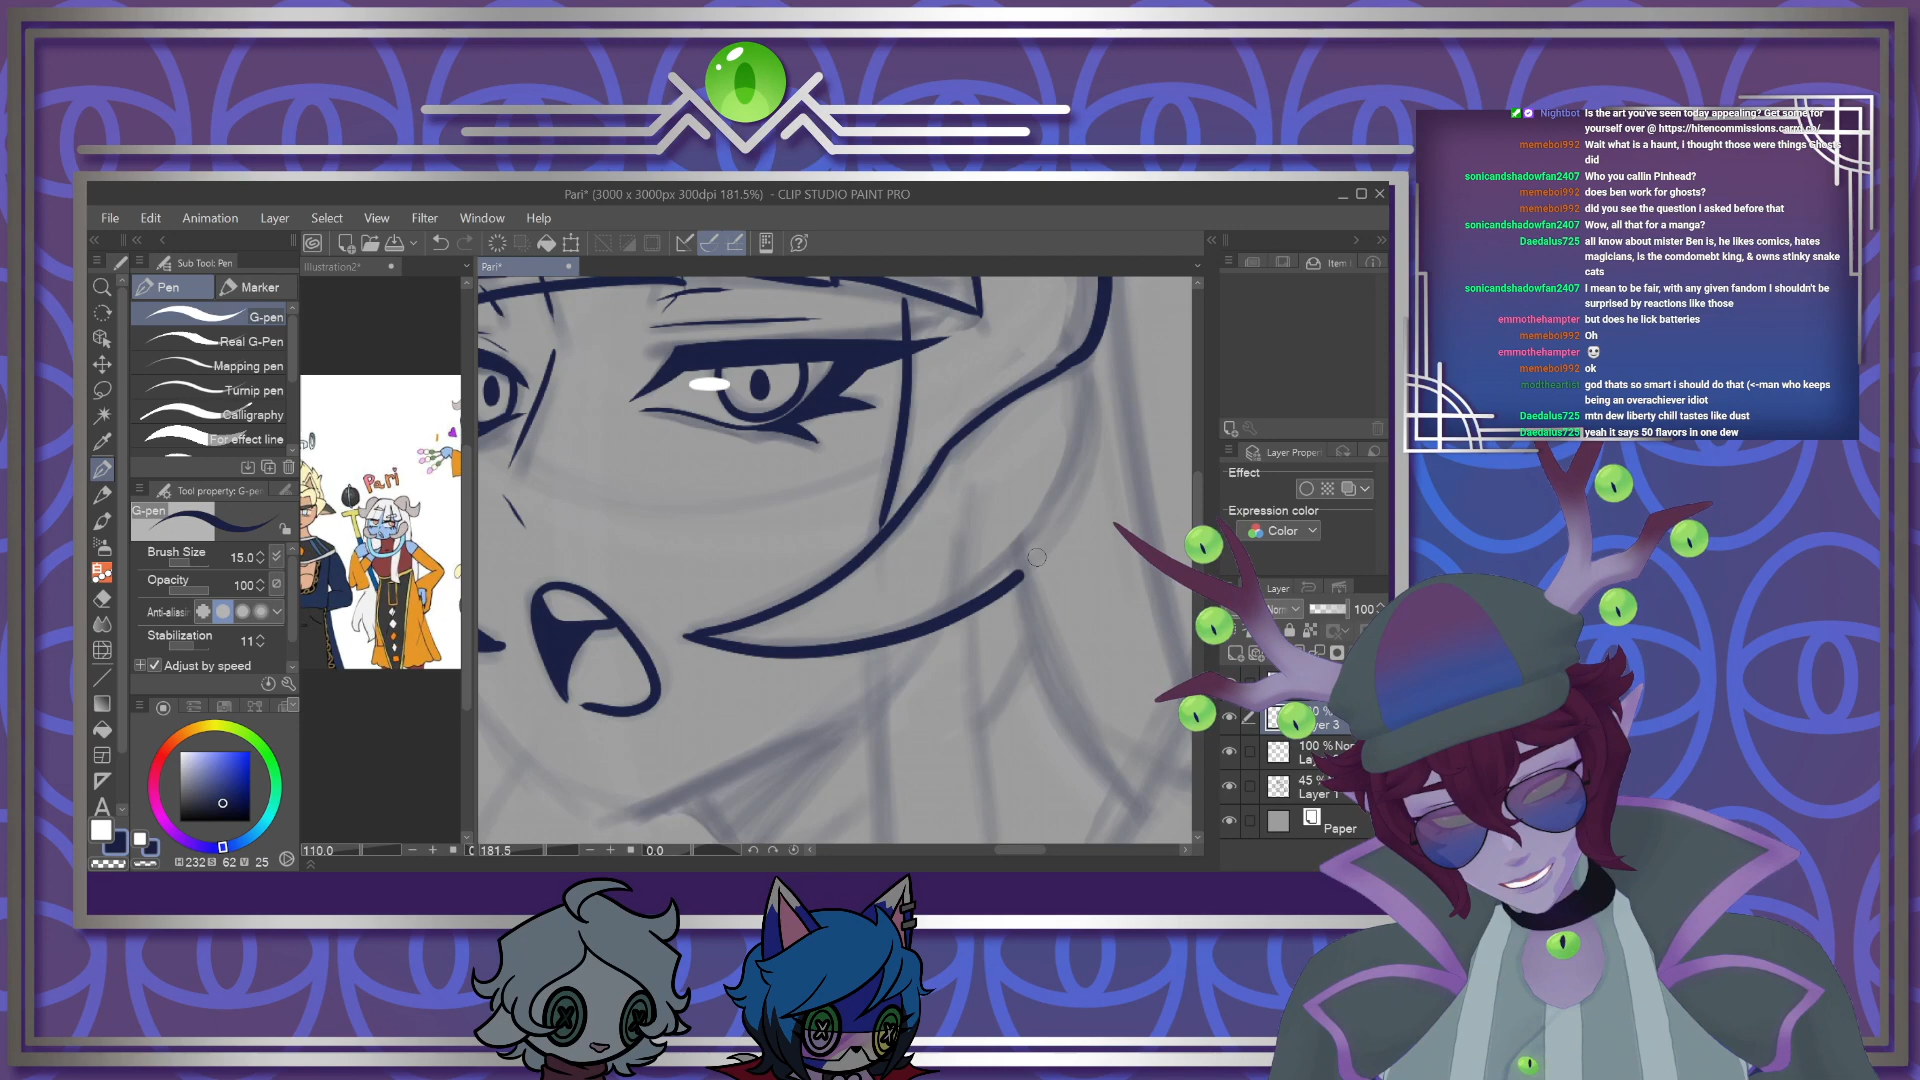 Pari* (3000 x 3000px 300dpi 181.5%) - CLIP STUDIO PAINT PRO
File Edit Animation Layer Select View Filter Window Help
Sub Tool: Pen
Pen
Marker
G-pen
Real G-Pen
Mapping pen
Turnip pen
Calligraphy
For effect line
Tool property: G-pen
G-pen
Brush Size 15.0
Opacity 100
Anti-aliasi
Stabilization 11
Adjust by speed
H 232 S 62 V 25
Illustration2*
Pari*
Pari
110.0
181.5
0.0
Item
Layer Proper
Effect
Expression color
Color
Layer
100
100 % Nor
45 %
Layer 1
Paper
Nightbot Is the art you've seen today appealing? Get some for
yourself over @ https://hitencommissions.carrd.co/
memeboi992 Wait what is a haunt, i thought those were things Ghosts
did
sonicandshadowfan2407 Who you callin Pinhead?
memeboi992 does ben work for ghosts?
memeboi992 did you see the question I asked before that
sonicandshadowfan2407 Wow, all that for a manga?
Daedalus725 all know about mister Ben is, he likes comics, hates
magicians, is the comdomebt king, & owns stinky snake
cats
sonicandshadowfan2407 I mean to be fair, with any given fandom I shouldn't be
surprised by reactions like those
emmothehampter but does he lick batteries
memeboi992 Oh
emmothehampter
memeboi992 ok
modtheartist god thats so smart i should do that (<-man who keeps
being an overachiever idiot
Daedalus725 mtn dew liberty chill tastes like dust
Daedalus725 yeah it says 50 flavors in one dew